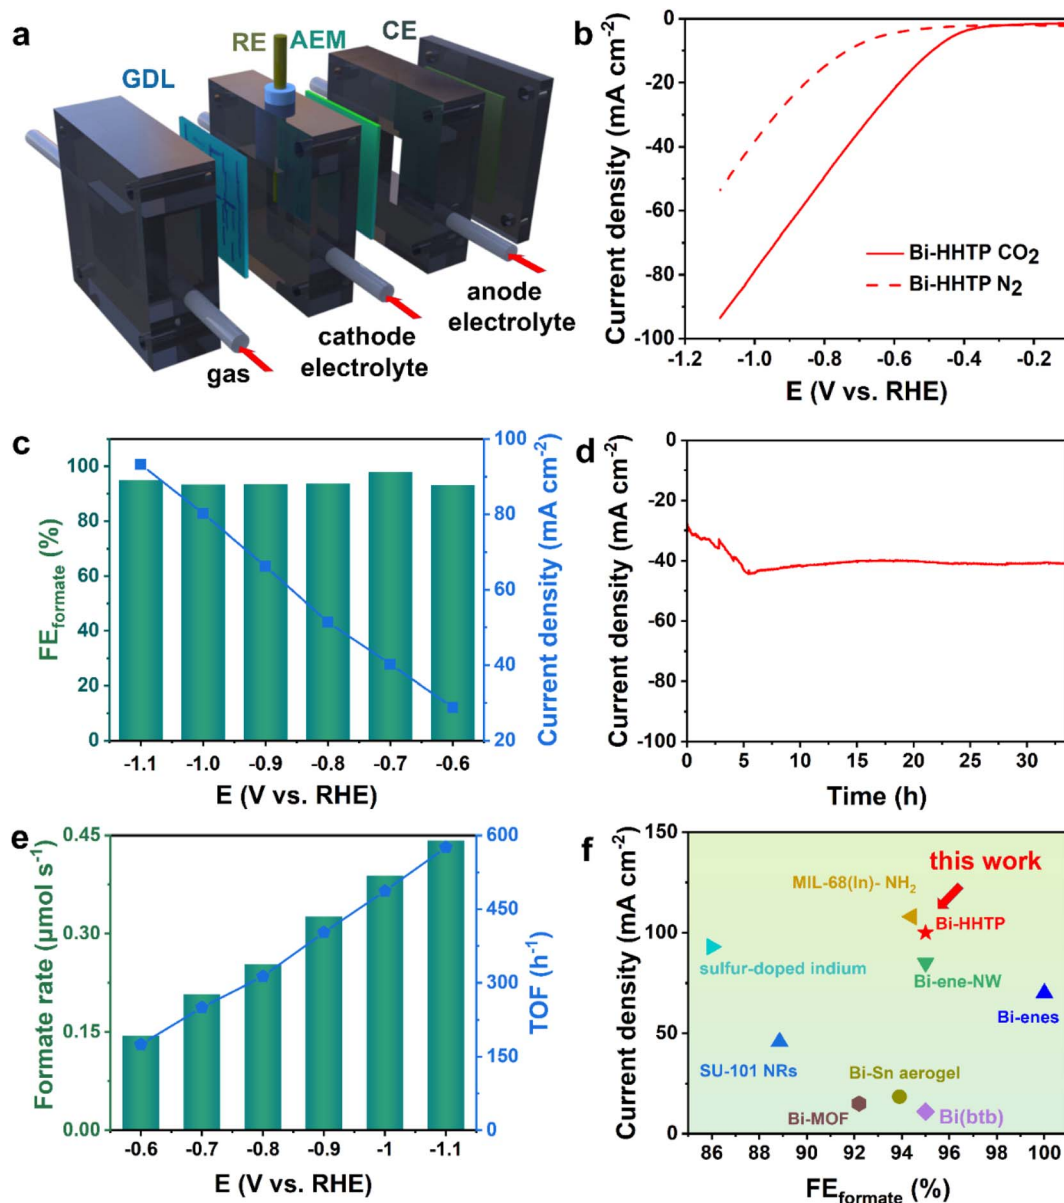 a
GDL
RE
AEM
CE
gas
cathode
electrolyte
anode
electrolyte
b
Current density (mA cm⁻²)
0
-20
-40
-60
-80
-100
Bi-HHTP CO₂
Bi-HHTP N₂
-1.2 -1.0 -0.8 -0.6 -0.4 -0.2
E (V vs. RHE)
c
FE_formate (%)
100
80
60
40
20
0
Current density (mA cm⁻²)
100
80
60
40
20
-1.1 -1.0 -0.9 -0.8 -0.7 -0.6
E (V vs. RHE)
d
Current density (mA cm⁻²)
0
-20
-40
-60
-80
-100
0 5 10 15 20 25 30
Time (h)
e
Formate rate (μmol s⁻¹)
0.45
0.30
0.15
0.00
TOF (h⁻¹)
600
450
300
150
0
-0.6 -0.7 -0.8 -0.9 -1 -1.1
E (V vs. RHE)
f
Current density (mA cm⁻²)
150
100
50
0
this work
MIL-68(In)- NH₂
Bi-HHTP
sulfur-doped indium
Bi-ene-NW
Bi-enes
SU-101 NRs
Bi-Sn aerogel
Bi-MOF
Bi(btb)
86 88 90 92 94 96 98 100
FE_formate (%)